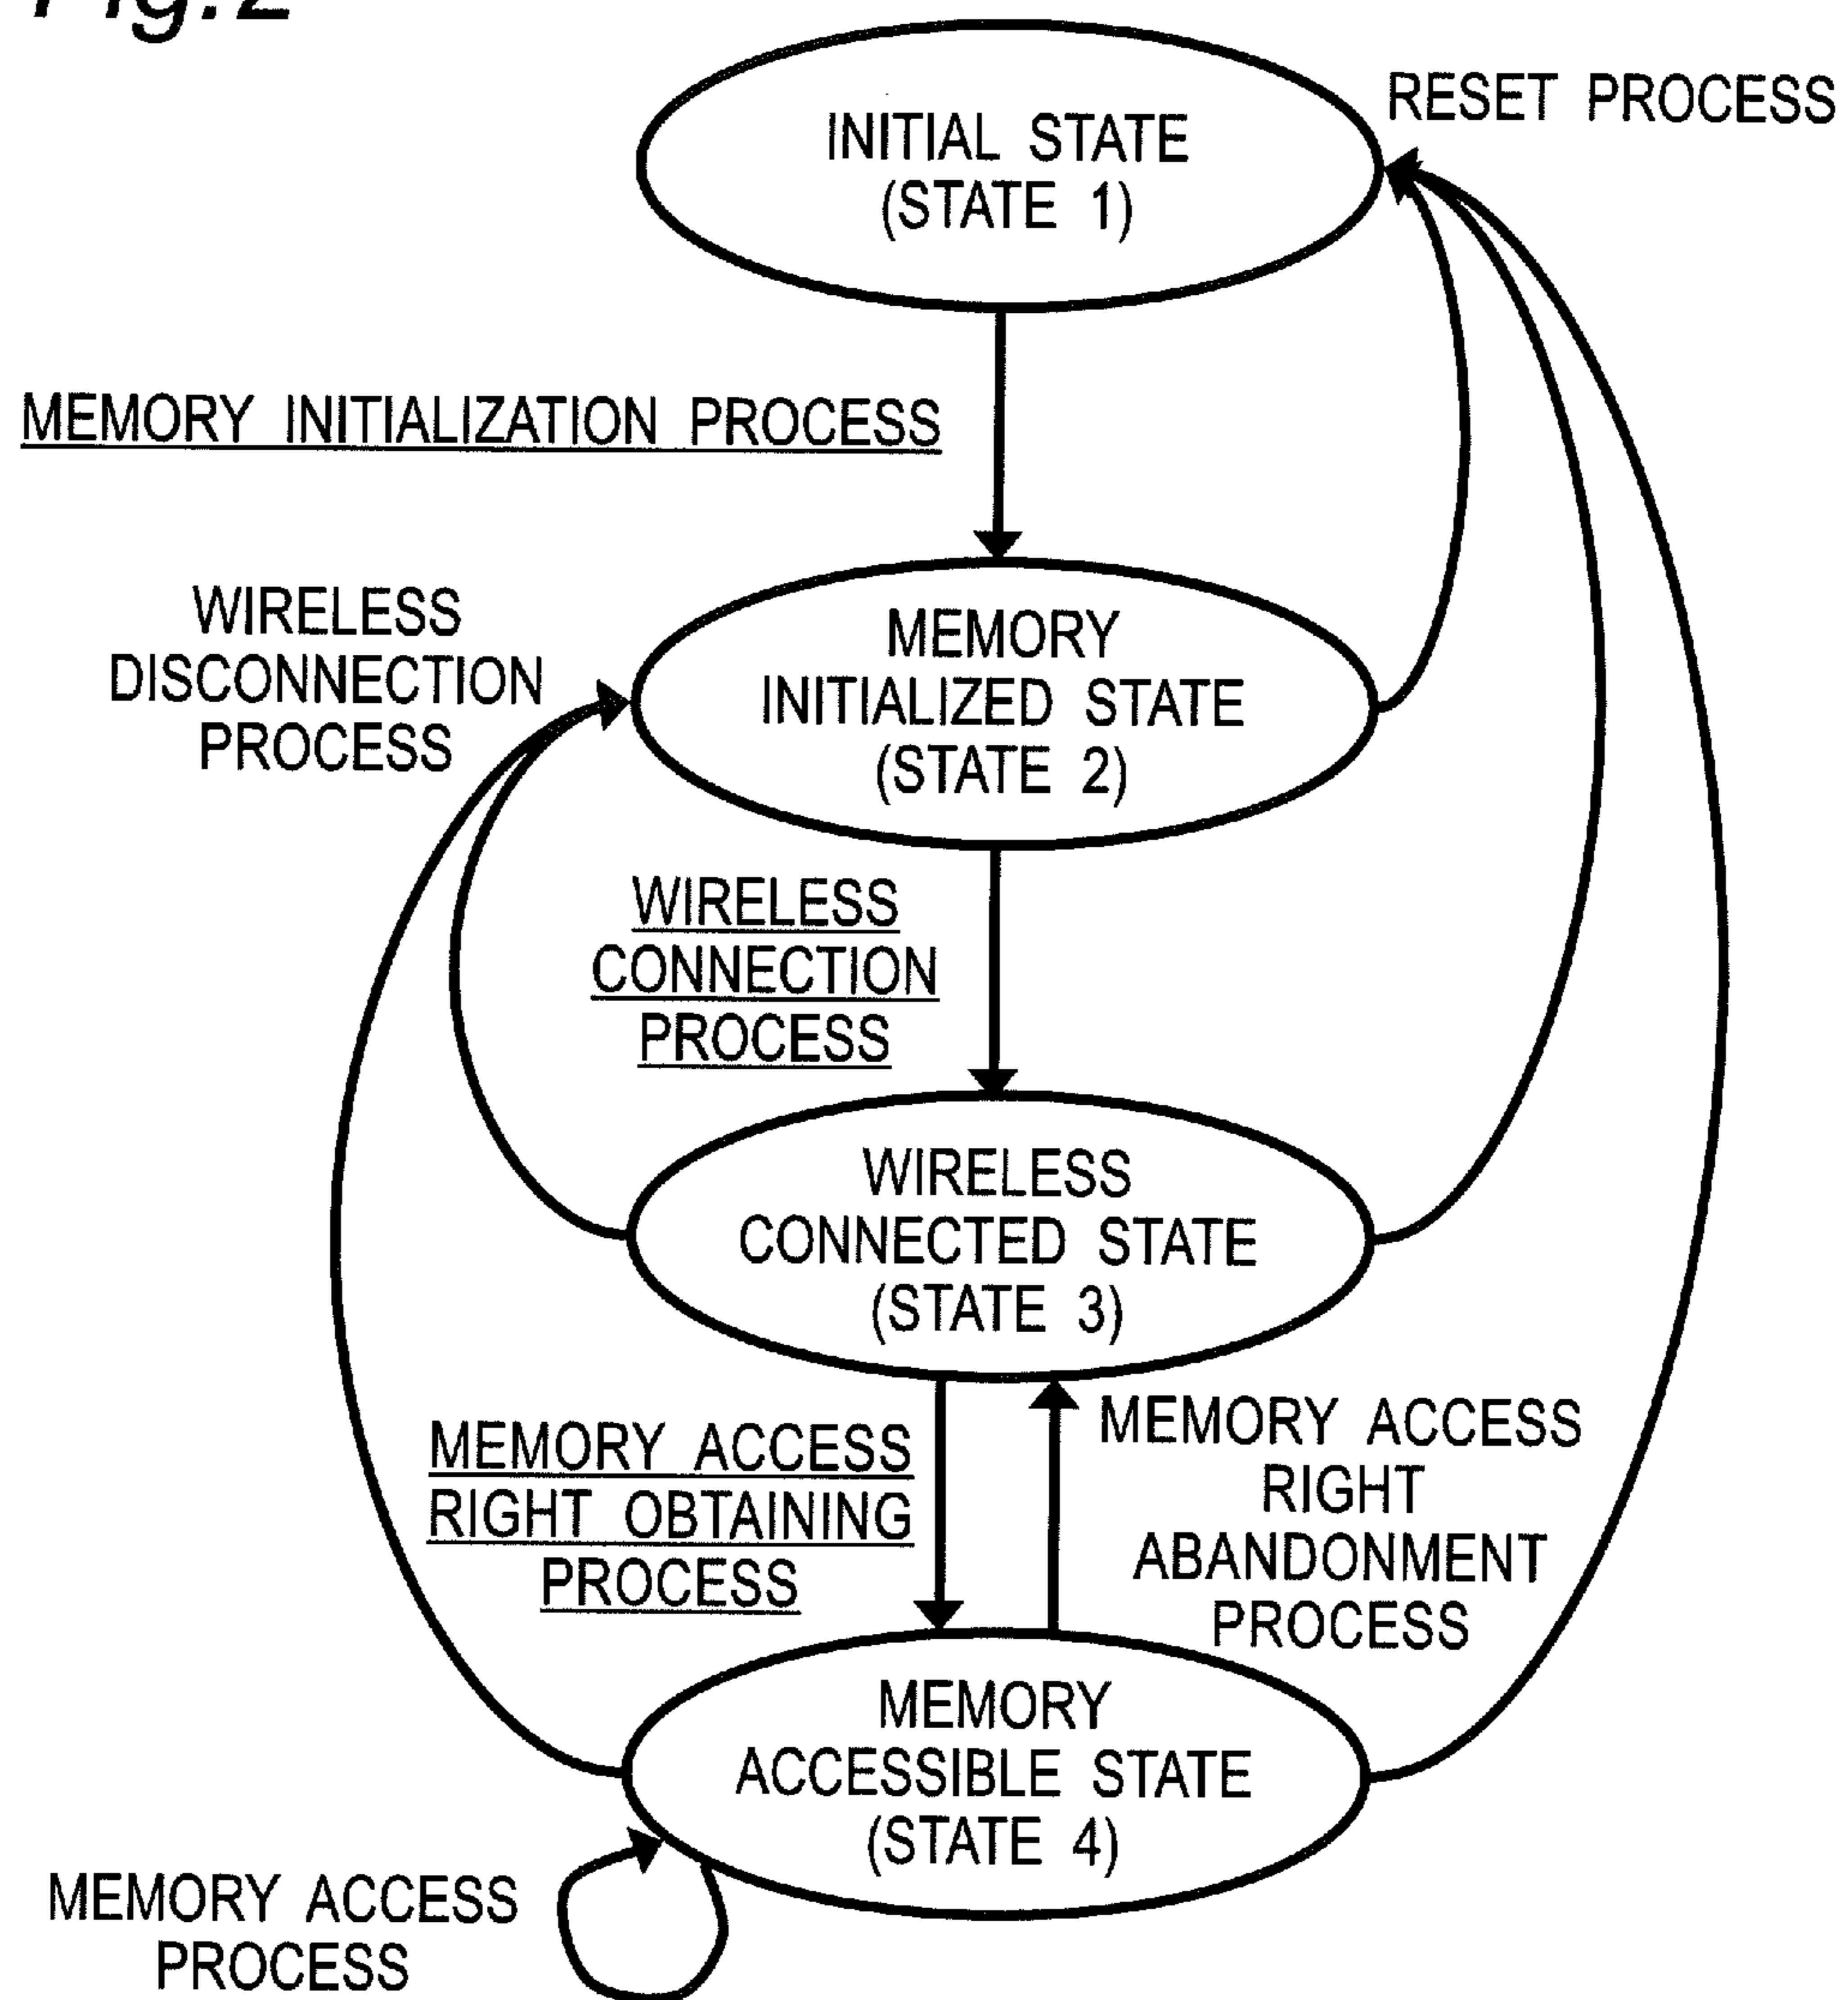 Fig.2
INITIAL STATE
(STATE 1)
RESET PROCESS
MEMORY INITIALIZATION PROCESS
WIRELESS
DISCONNECTION
PROCESS
MEMORY
INITIALIZED STATE
(STATE 2)
WIRELESS
CONNECTION
PROCESS
WIRELESS
CONNECTED STATE
(STATE 3)
MEMORY ACCESS
RIGHT OBTAINING
PROCESS
MEMORY ACCESS
RIGHT
ABANDONMENT
PROCESS
MEMORY
ACCESSIBLE STATE
(STATE 4)
MEMORY ACCESS
PROCESS